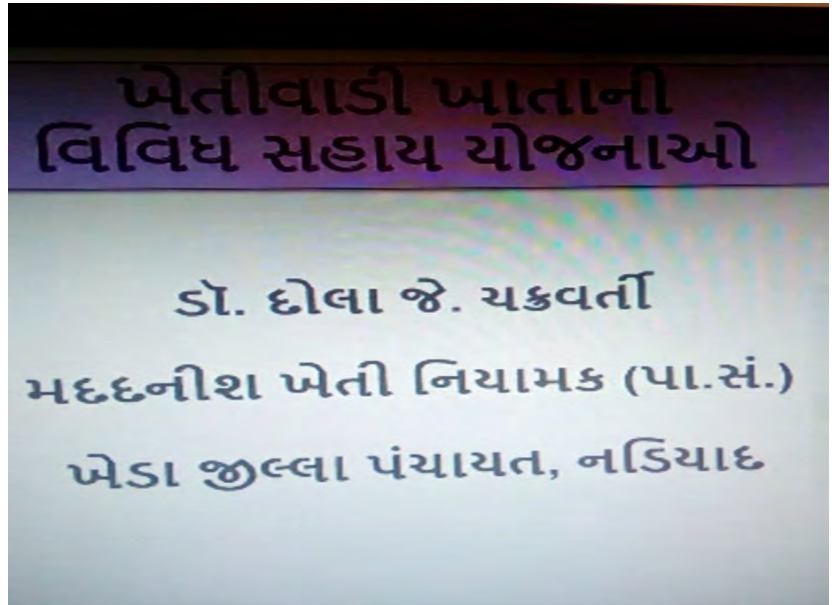 ખેતીવાડી ખાતાની
વિવિધ સહાય યોજનાઓ
ડૉ. દોલા જે. ચક્રવર્તી
મદદનીશ ખેતી નિયામક (પા.સં.)
ખેડા જીલ્લા પંચાયત, નડિયાદ